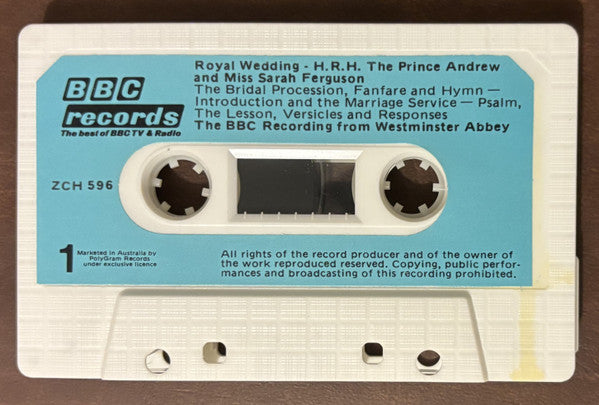 BBC
records
The best of BBC TV & Radio
Royal Wedding - H.R.H. The Prince Andrew
and Miss Sarah Ferguson
The Bridal Procession, Fanfare and Hymn —
Introduction and the Marriage Service — Psalm,
The Lesson, Versicles and Responses
The BBC Recording from Westminster Abbey
ZCH 596
1
Marketed in Australia by
PolyGram Records
under exclusive licence
All rights of the record producer and of the owner of
the work reproduced reserved. Copying, public perfor-
mances and broadcasting of this recording prohibited.